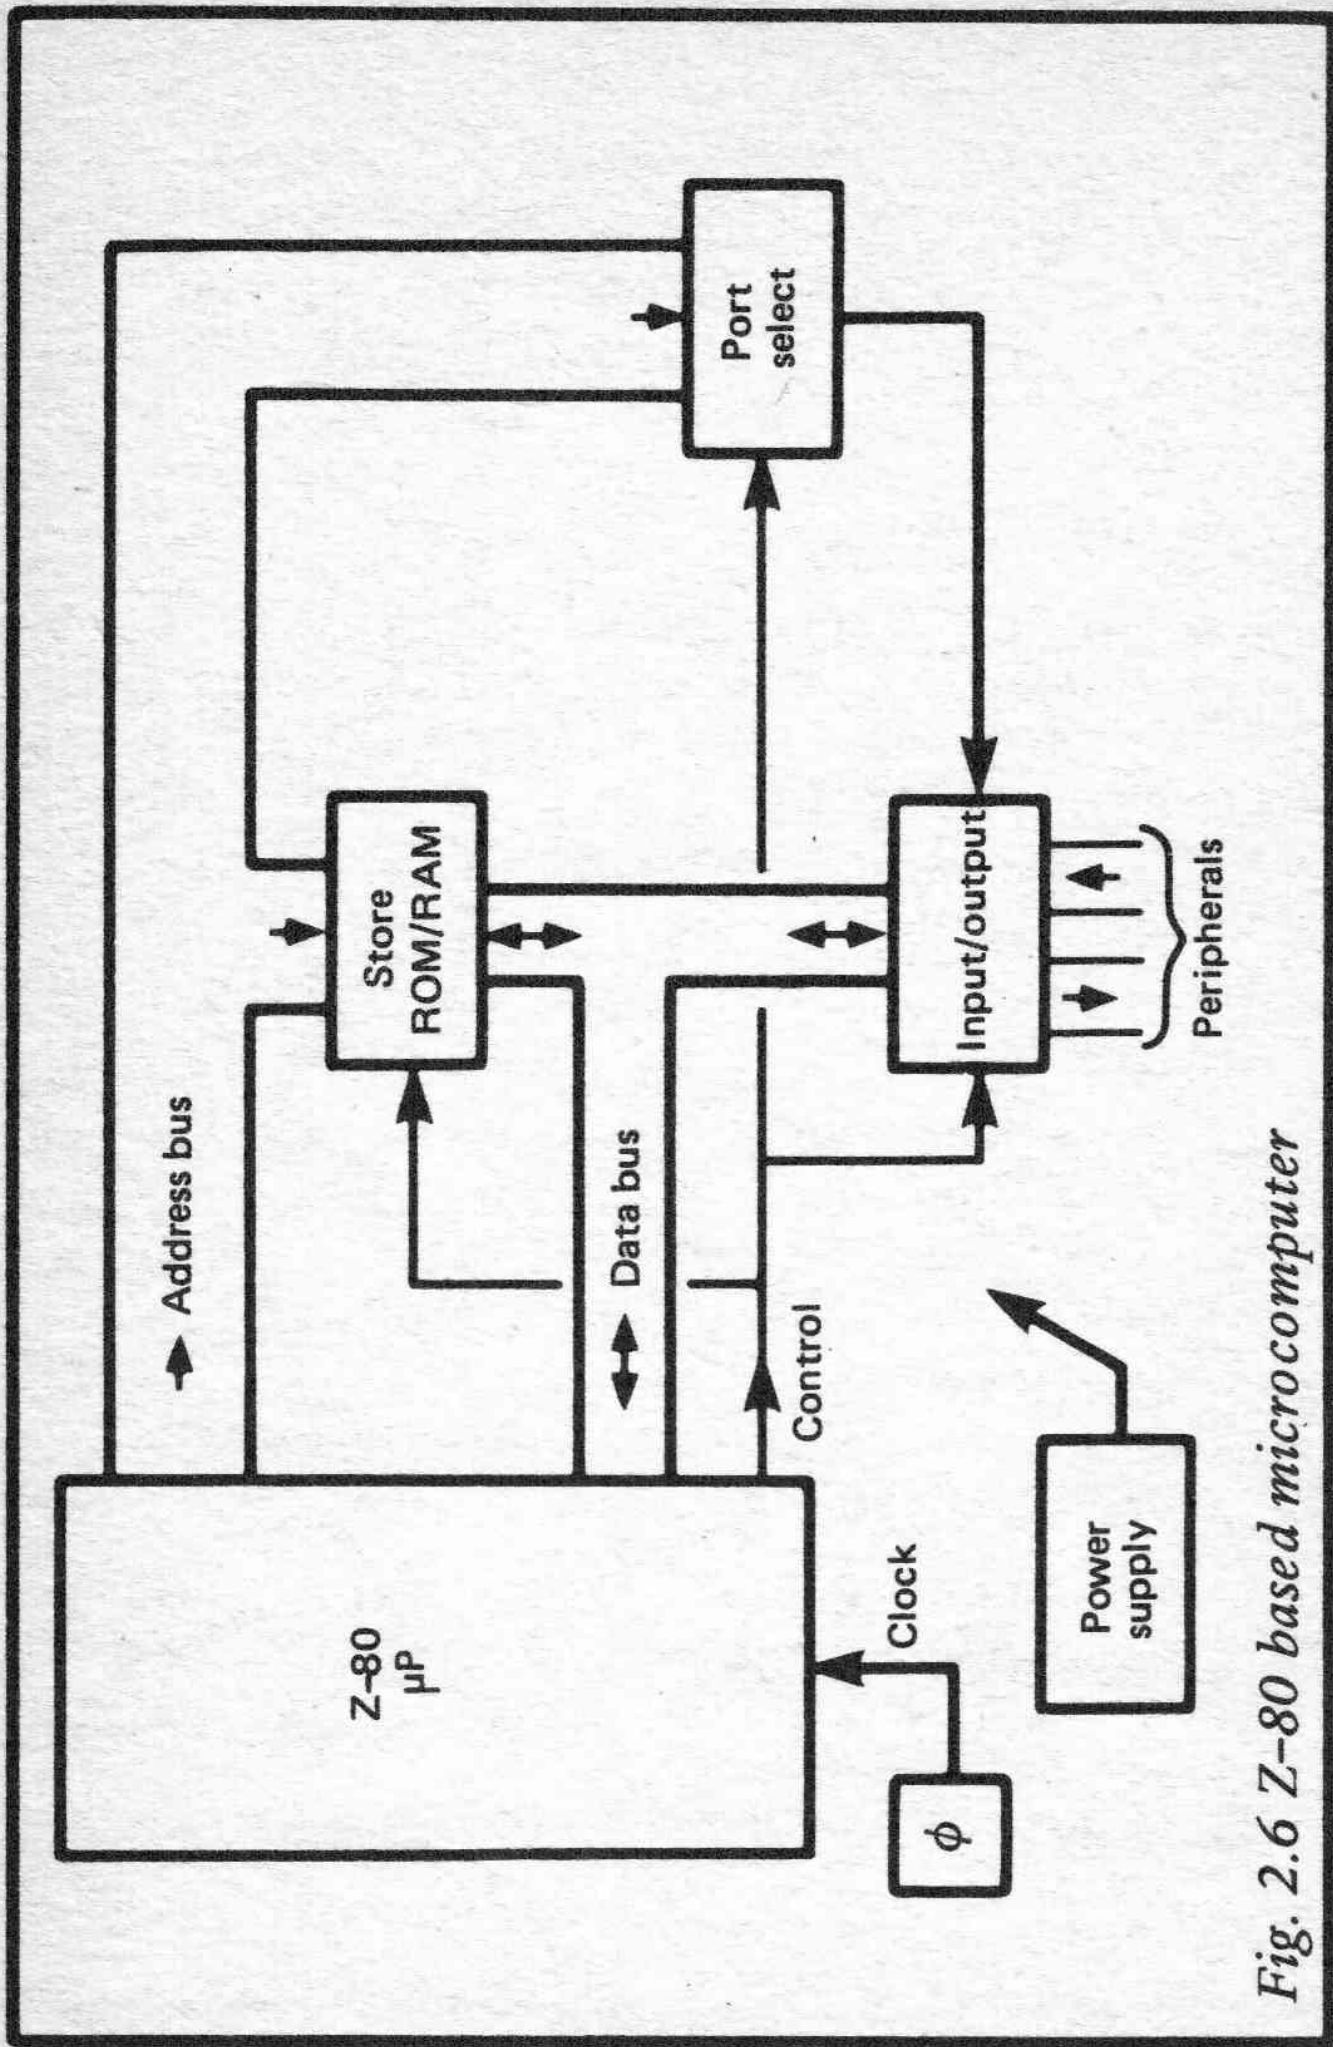 Address bus
Z–80
µP
Store
ROM/RAM
Port
select
Data bus
Control
Clock
ϕ
Input/output
Power
supply
Peripherals
Fig. 2.6 Z–80 based microcomputer